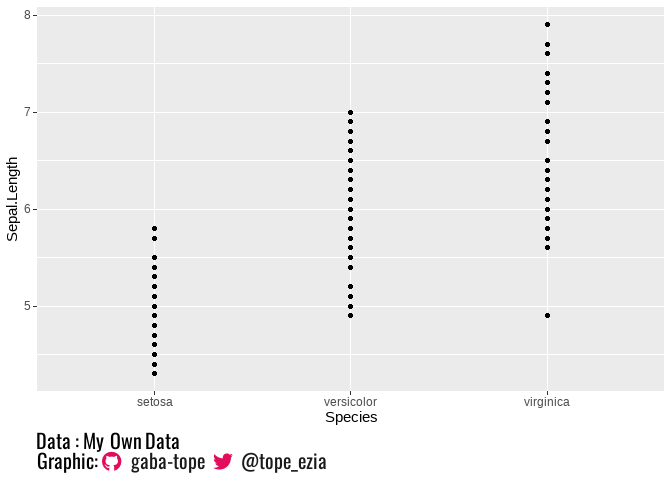 8
7
6
5
Sepal.Length
setosa versicolor virginica
Species
Data : My Own Data
Graphic: gaba-tope @tope_ezia